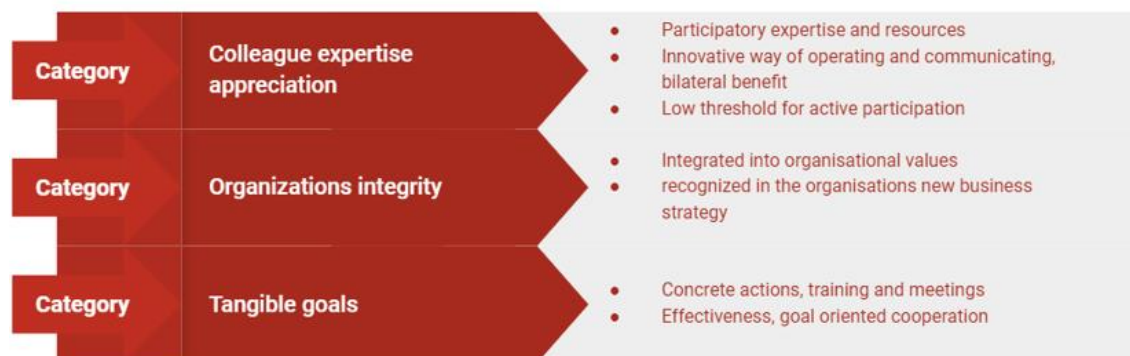 Category
Colleague expertise
appreciation
• Participatory expertise and resources
• Innovative way of operating and communicating,
bilateral benefit
• Low threshold for active participation
Category
Organizations integrity
• Integrated into organisational values
• recognized in the organisations new business
strategy
Category
Tangible goals
• Concrete actions, training and meetings
• Effectiveness, goal oriented cooperation